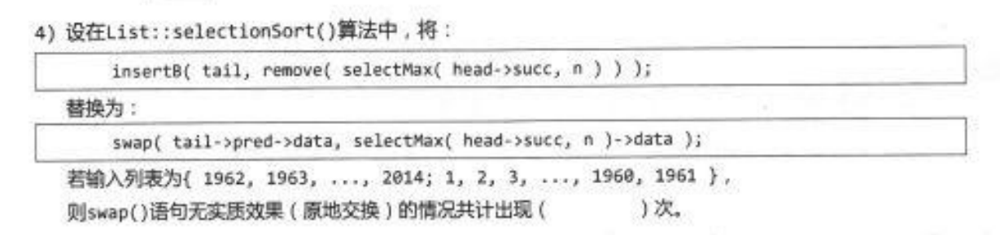 4) 设在List::selectionSort()算法中，将：
insertB( tail, remove( selectMax( head->succ, n ) ) );
替换为：
swap( tail->pred->data, selectMax( head->succ, n )->data );
若输入列表为{ 1962, 1963, ..., 2014; 1, 2, 3, ..., 1960, 1961 }，
则swap()语句无实质效果（原地交换）的情况共计出现（ ）次。